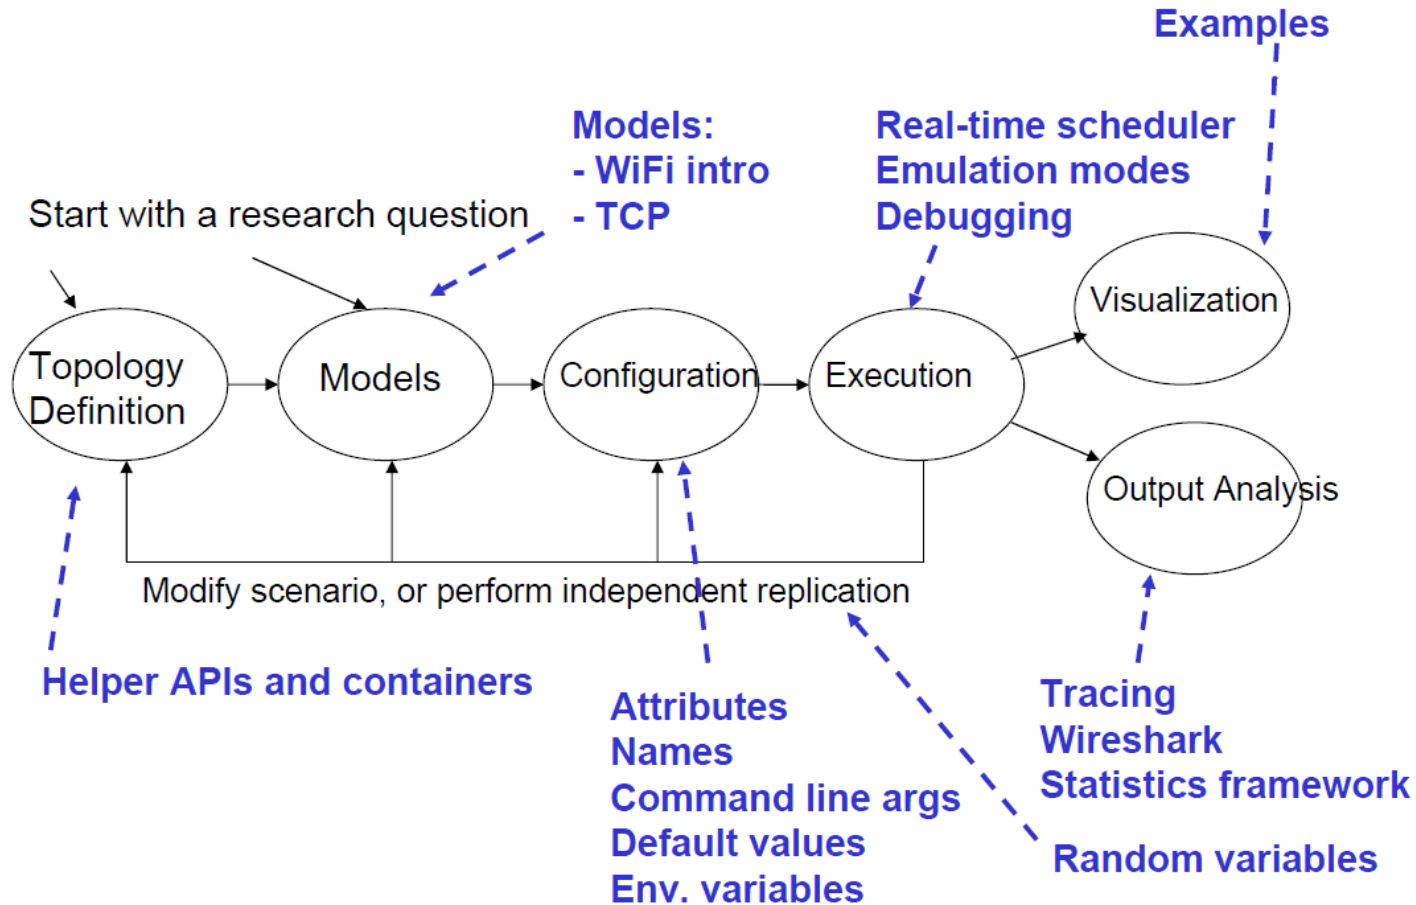 Examples
Models:
- WiFi intro
- TCP
Real-time scheduler
Emulation modes
Debugging
Start with a research question
Topology
Definition
Models
Configuration
Execution
Visualization
Output Analysis
Modify scenario, or perform independent replication
Helper APIs and containers
Attributes
Names
Command line args
Default values
Env. variables
Tracing
Wireshark
Statistics framework
Random variables